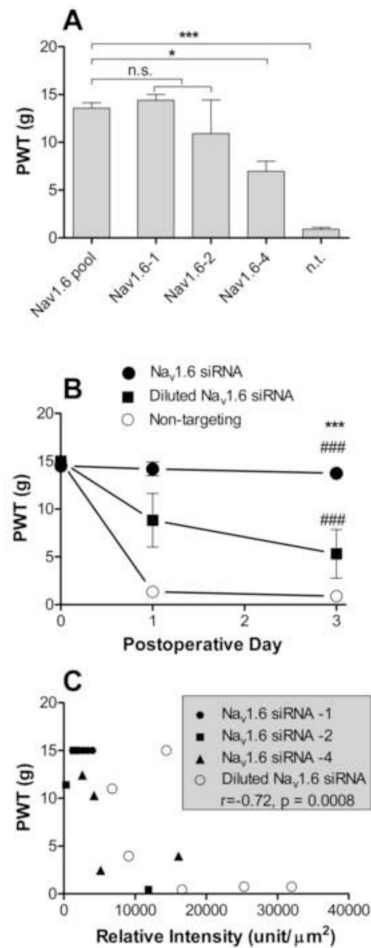 A
***
*
n.s.
PWT (g)
20
15
10
5
0
Nav1.6 pool
Nav1.6-1
Nav1.6-2
Nav1.6-4
n.t.
B
Naᵥ1.6 siRNA
Diluted Naᵥ1.6 siRNA
Non-targeting
***
###
###
PWT (g)
20
15
10
5
0
0 1 2 3
Postoperative Day
C
Naᵥ1.6 siRNA -1
Naᵥ1.6 siRNA -2
Naᵥ1.6 siRNA -4
Diluted Naᵥ1.6 siRNA
r=-0.72, p = 0.0008
PWT (g)
20
15
10
5
0
0 10000 20000 30000 40000
Relative Intensity (unit/μm²)